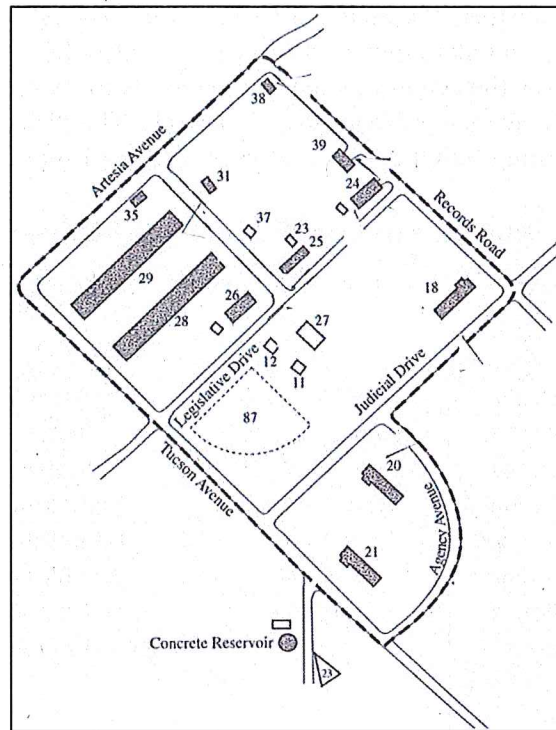 38
Artesia Avenue
39
24
Records Road
31
35
37
23
25
18
29
26
28
27
12
11
Legislative Drive
Judicial Drive
87
Tucson Avenue
20
Agency Avenue
21
Concrete Reservoir
23